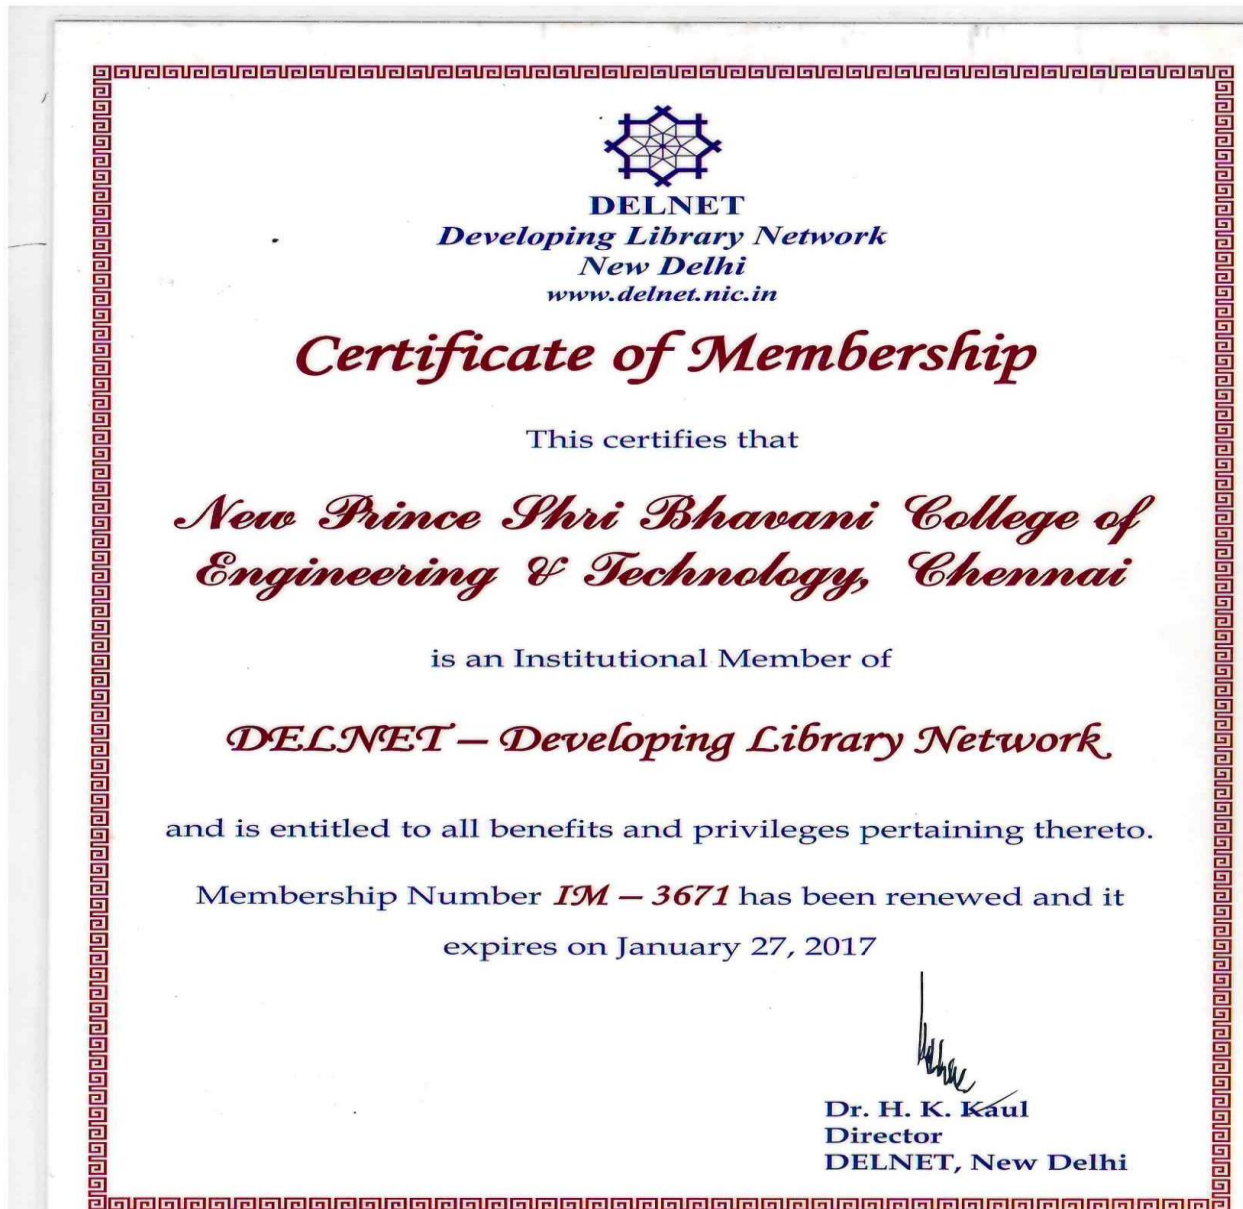 DELNET
Developing Library Network
New Delhi
www.delnet.nic.in
Certificate of Membership
This certifies that
New Prince Shri Bhavani College of
Engineering & Technology, Chennai
is an Institutional Member of
DELNET – Developing Library Network
and is entitled to all benefits and privileges pertaining thereto.
Membership Number IM – 3671 has been renewed and it
expires on January 27, 2017
Dr. H. K. Kaul
Director
DELNET, New Delhi